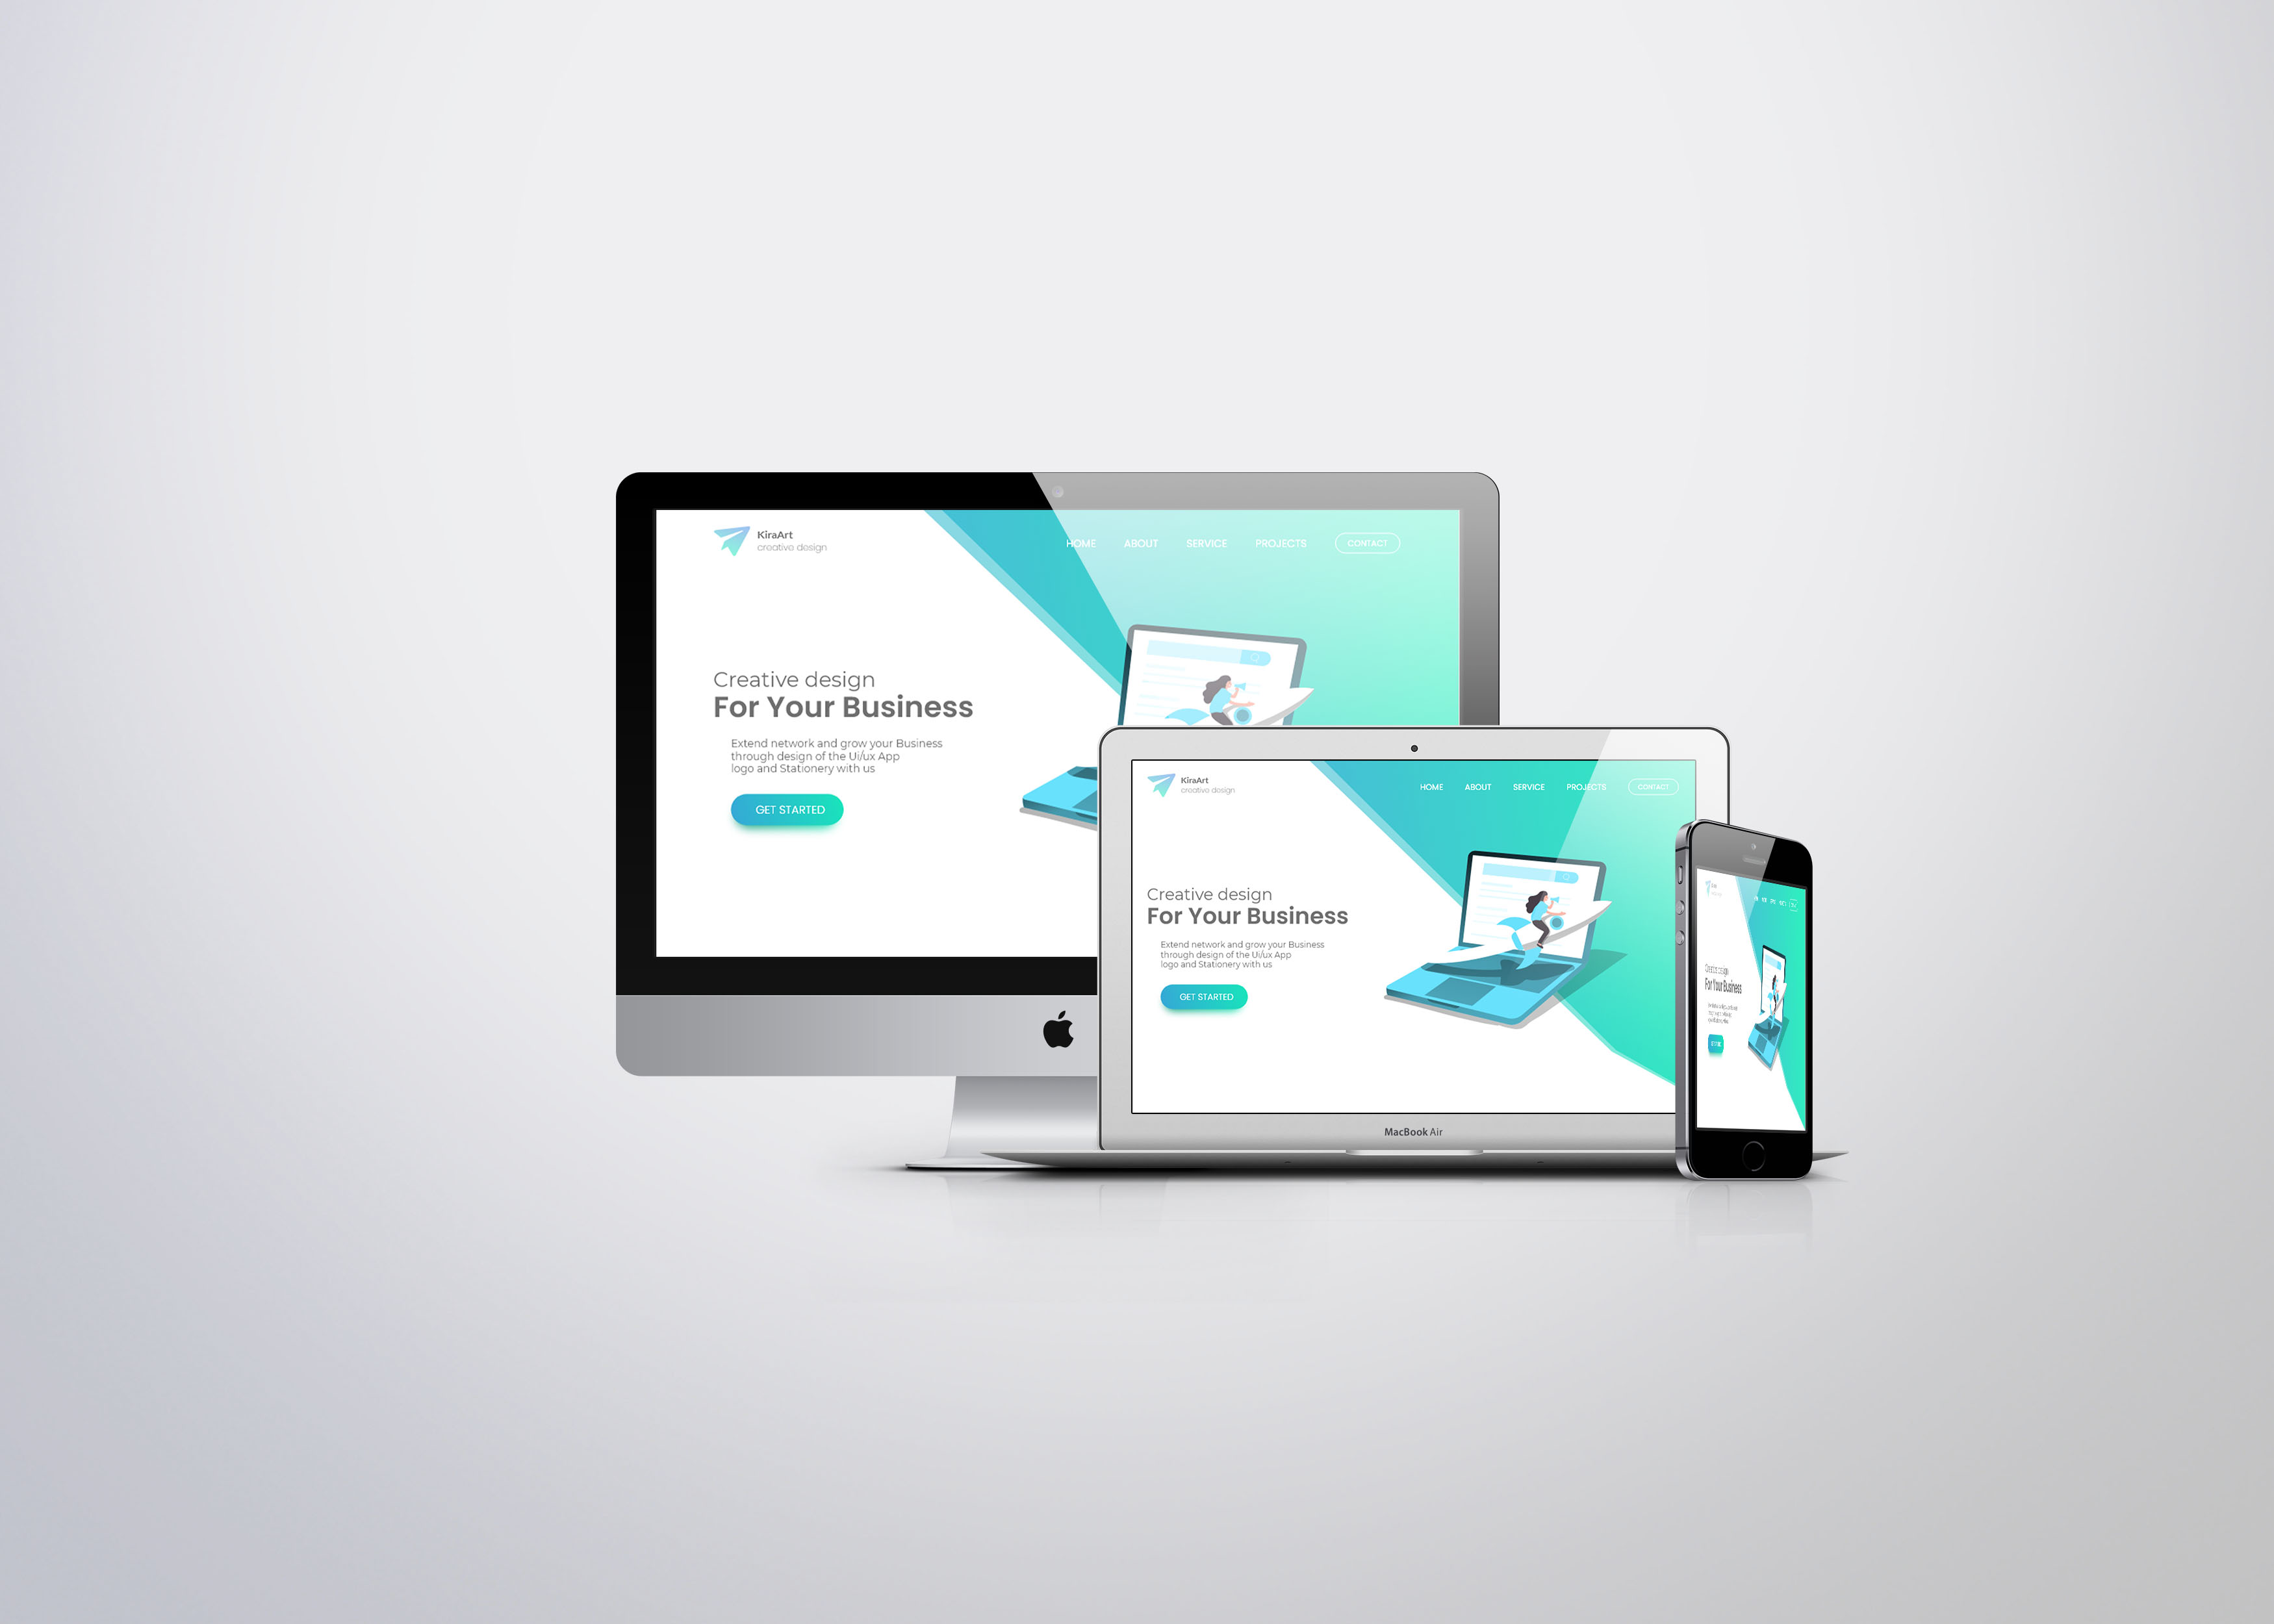 KiraArt
creative design
HOME ABOUT SERVICE PROJECTS CONTACT
Creative design
For Your Business
Extend network and grow your Business
through design of the Ui/ux App
logo and Stationery with us
GET STARTED
KiraArt
creative design
HOME ABOUT SERVICE PROJECTS CONTACT
Creative design
For Your Business
Extend network and grow your Business
through design of the Ui/ux App
logo and Stationery with us
GET STARTED
MacBook Air
Creative design
For Your Business